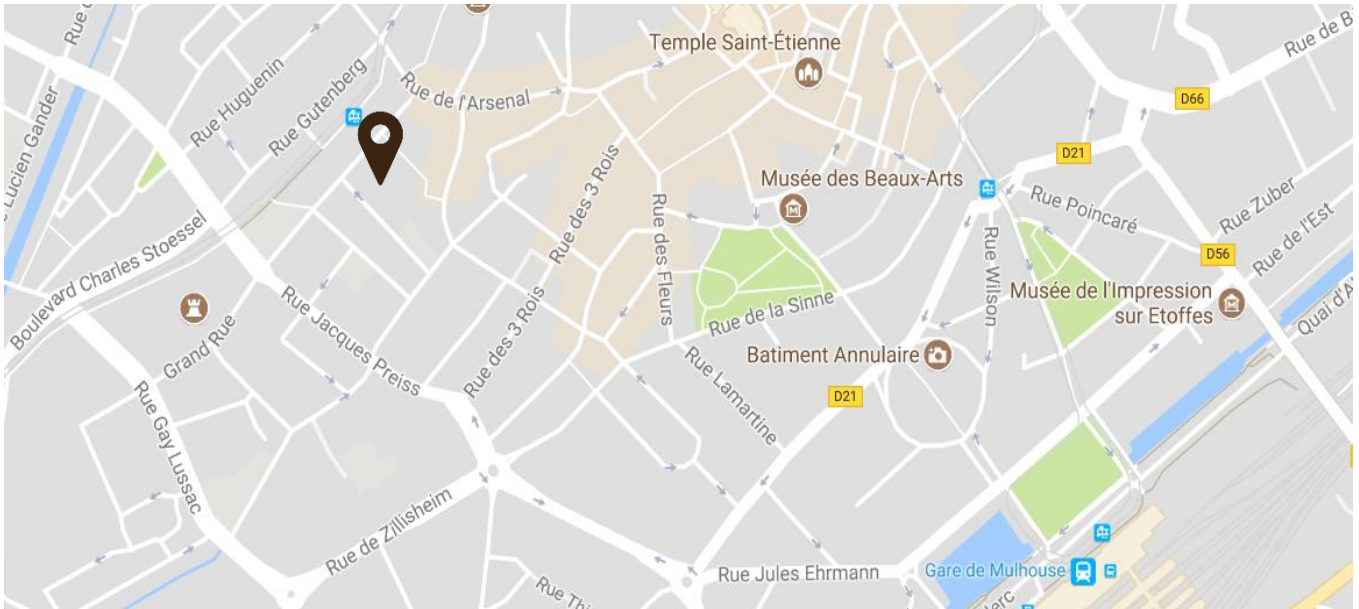 Temple Saint-Étienne
Rue de l'Arsenal
Rue Huguenin
Rue Gutenberg
Lucien Gander
Rue de
D66
D21
Musée des Beaux-Arts
Rue des 3 Rois
Rue des Fleurs
Rue Poincaré
Rue Zuber
Rue de l'Est
D56
Boulevard Charles Stoessel
Rue Wilson
Musée de l'Impression
sur Etoffes
Quai d'A
Rue de la Sinne
Grand Rue
Rue Jacques Preiss
Rue des 3 Rois
Batiment Annulaire
Rue Lamartine
D21
Rue Gay Lussac
Rue de Zillisheim
Rue Jules Ehrmann
Gare de Mulhouse
Rue